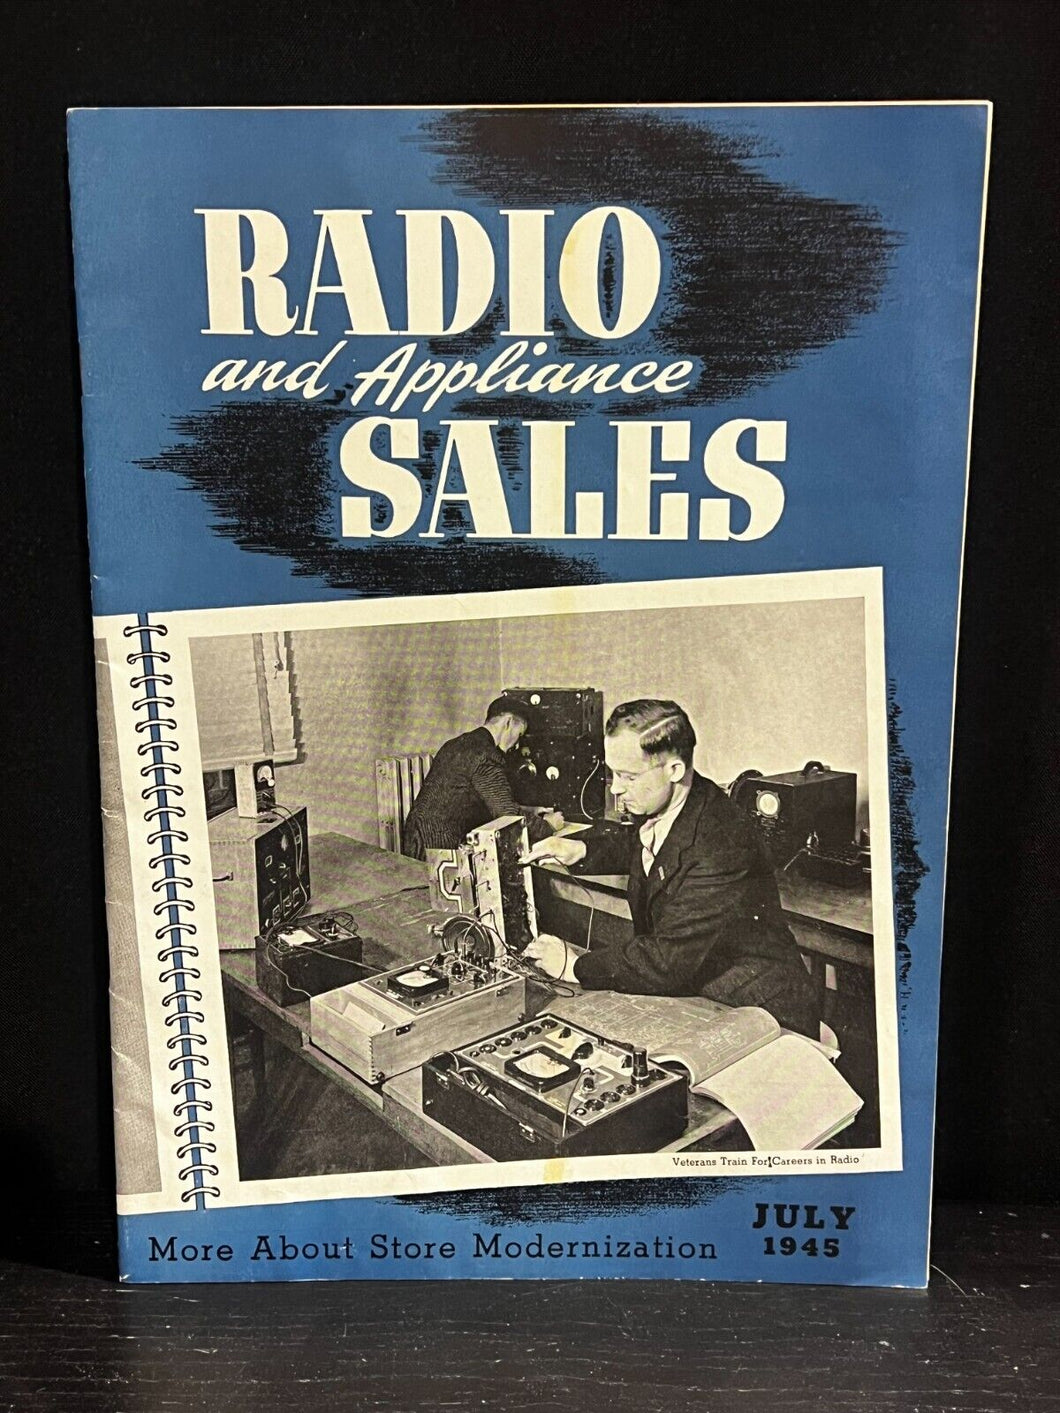 RADIO
and Appliance
SALES
Veterans Train For Careers in Radio
JULY
1945
More About Store Modernization